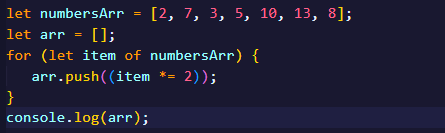 let numbersArr = [2, 7, 3, 5, 10, 13, 8];
let arr = [];
for (let item of numbersArr) {
   arr.push((item *= 2));
}
console.log(arr);